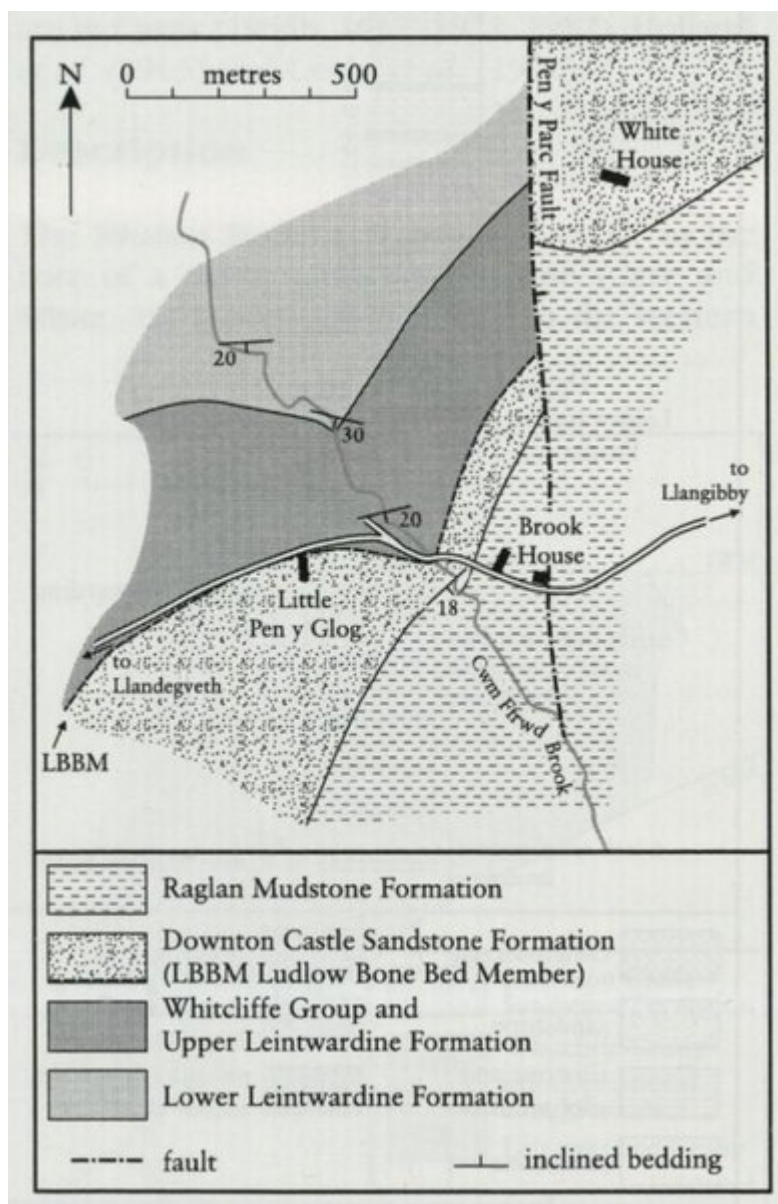 N
0 metres 500
Pen y Parc Fault
White
House
20
30
to
Llangibby
20
Brook
House
Little
Pen y Glog
18
to
Llandegveth
Cwm Ffrwd Brook
LBBM
Raglan Mudstone Formation
Downton Castle Sandstone Formation
(LBBM Ludlow Bone Bed Member)
Whitcliffe Group and
Upper Leintwardine Formation
Lower Leintwardine Formation
fault
inclined bedding